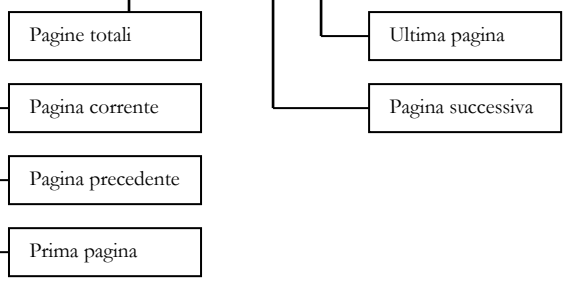 Pagine totali
Ultima pagina
Pagina corrente
Pagina successiva
Pagina precedente
Prima pagina